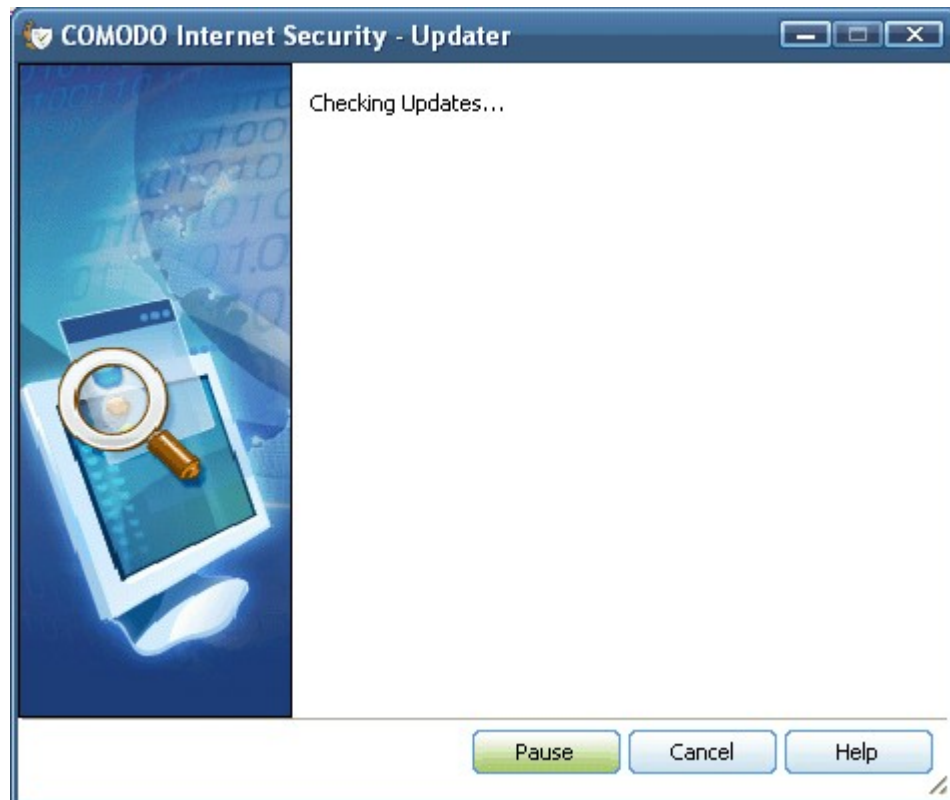 COMODO Internet Security - Updater
Checking Updates...
Pause
Cancel
Help